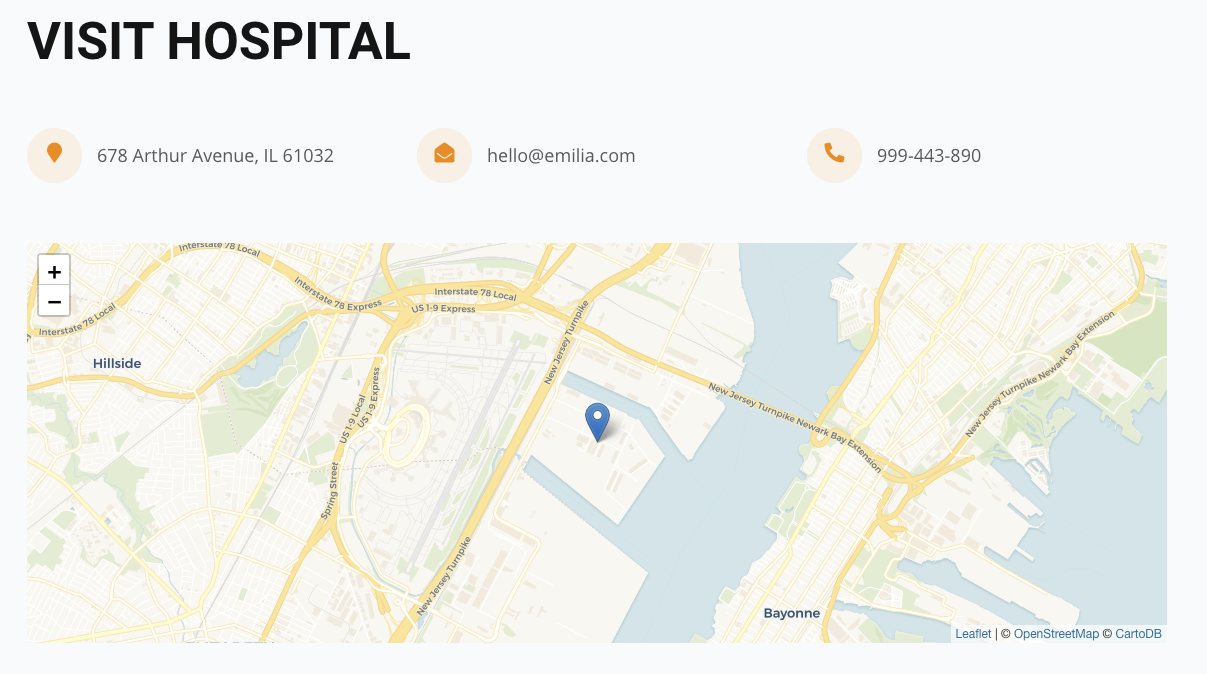 VISIT HOSPITAL
678 Arthur Avenue, IL 61032
hello@emilia.com
999-443-890
+
−
Interstate 78 Local
Interstate 78 Express
Interstate 78 Local
US 1-9 Express
Interstate 78 Local
New Jersey Turnpike
Hillside
US 1-9 Local
US 1-9 Express
New Jersey Turnpike Newark Bay Extension
New Jersey Turnpike Newark Bay Extension
Spring Street
New Jersey Turnpike
Bayonne
Leaflet | © OpenStreetMap © CartoDB